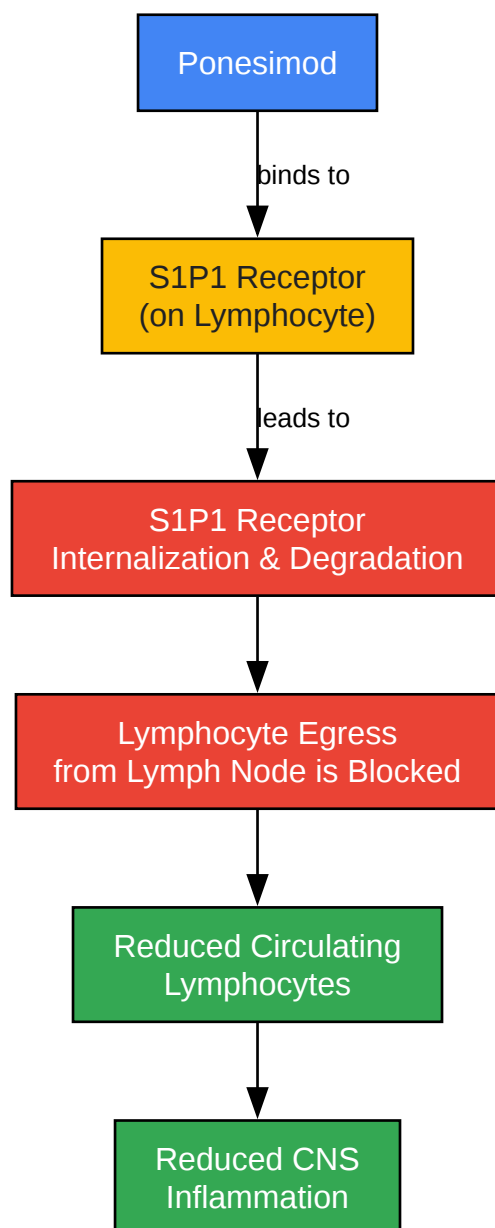 Ponesimod
binds to
S1P1 Receptor
(on Lymphocyte)
leads to
S1P1 Receptor
Internalization & Degradation
Lymphocyte Egress
from Lymph Node is Blocked
Reduced Circulating
Lymphocytes
Reduced CNS
Inflammation